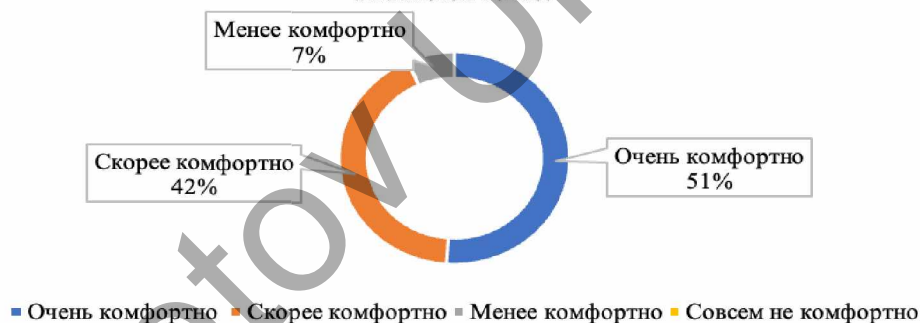 Менее комфортно
7%
Скорее комфортно
42%
Очень комфортно
51%
Очень комфортно Скорее комфортно Менее комфортно Совсем не комфортно